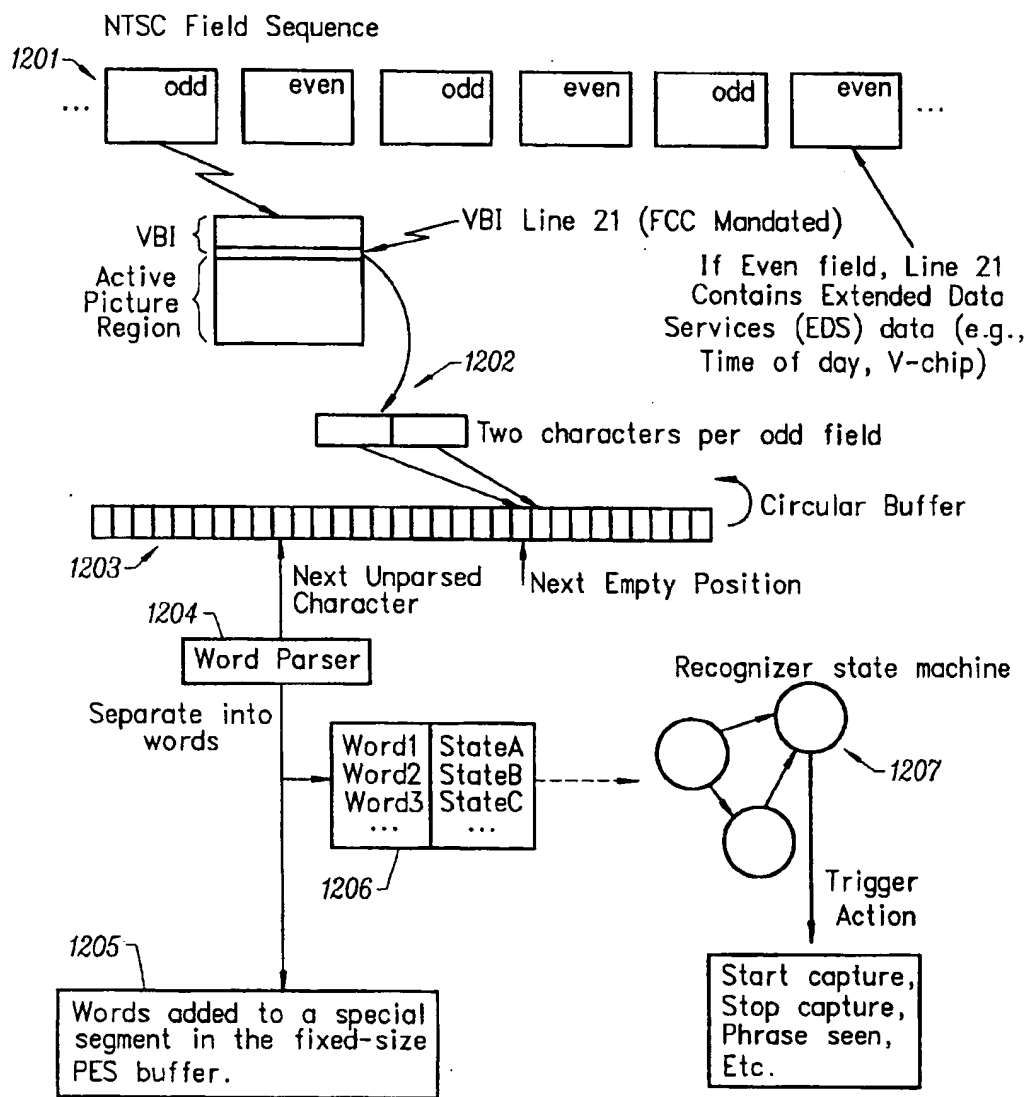 NTSC Field Sequence
1201
... odd even odd even odd even ...
VBI
VBI Line 21 (FCC Mandated)
Active
Picture
Region
If Even field, Line 21
Contains Extended Data
Services (EDS) data (e.g.,
Time of day, V-chip)
1202
Two characters per odd field
Circular Buffer
1203
Next Unparsed
Character
Next Empty Position
1204
Word Parser
Recognizer state machine
Separate into
words
Word1 StateA
Word2 StateB
Word3 StateC
... ...
1207
1206
Trigger
Action
1205
Words added to a special
segment in the fixed-size
PES buffer.
Start capture,
Stop capture,
Phrase seen,
Etc.